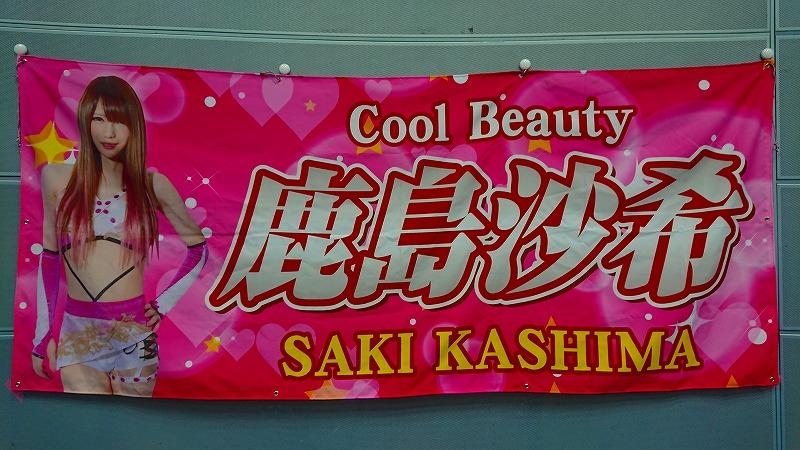 Cool Beauty
鹿島沙希
SAKI KASHIMA